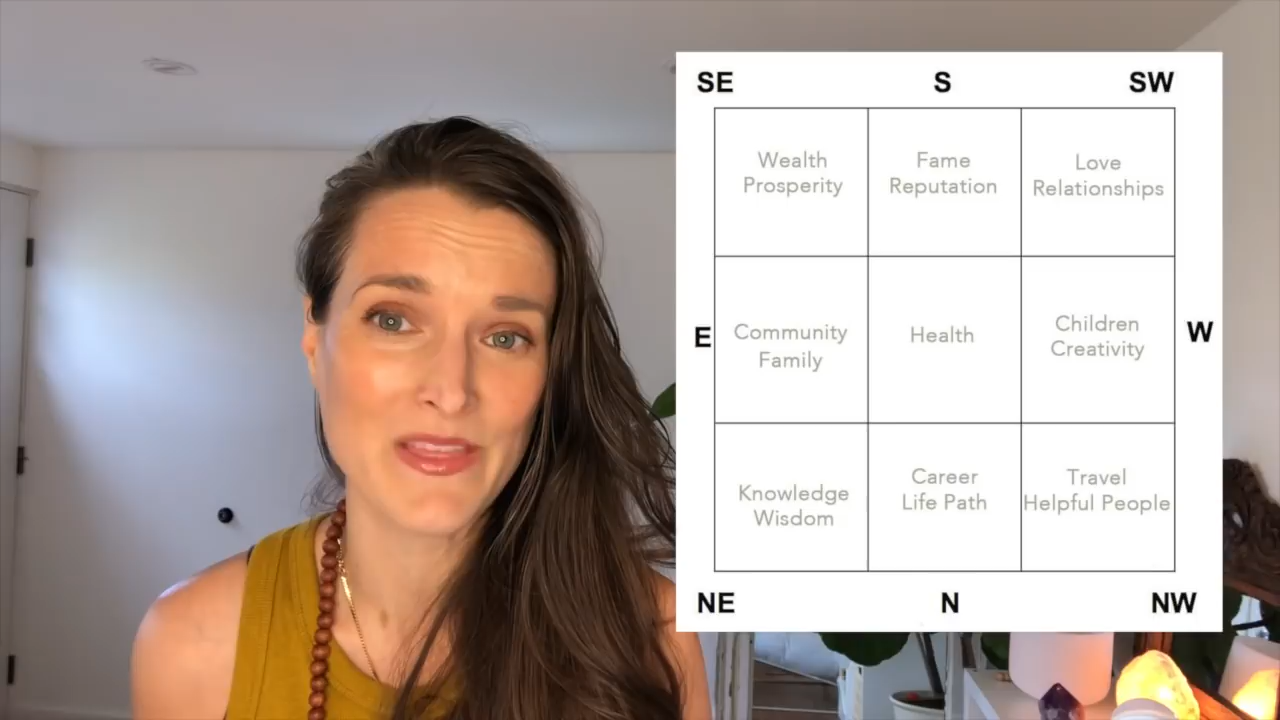 SE S SW
Wealth
Prosperity
Fame
Reputation
Love
Relationships
E
Community
Family
Health
Children
Creativity
W
Knowledge
Wisdom
Career
Life Path
Travel
Helpful People
NE N NW